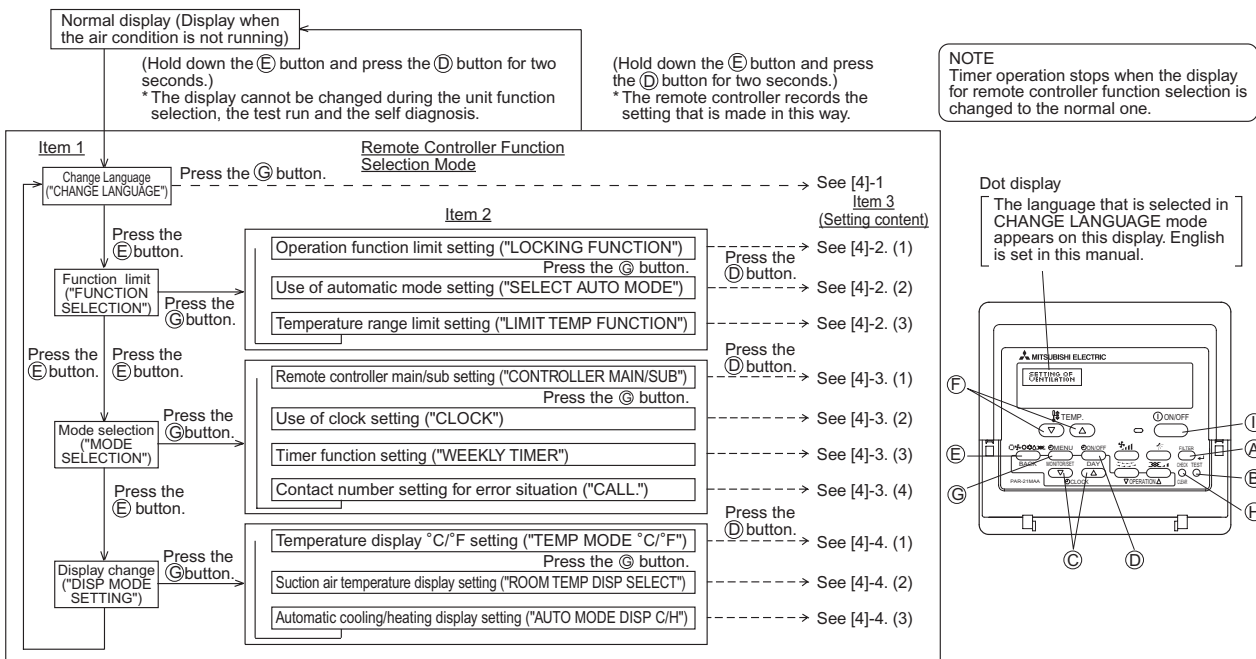 Normal display (Display when
the air condition is not running)
(Hold down the Ⓔ button and press the Ⓓ button for two
seconds.)
* The display cannot be changed during the unit function
selection, the test run and the self diagnosis.
(Hold down the Ⓔ button and press
the Ⓓ button for two seconds.)
* The remote controller records the
setting that is made in this way.
NOTE
Timer operation stops when the display
for remote controller function selection is
changed to the normal one.
Item 1
Remote Controller Function
Selection Mode
Change Language
("CHANGE LANGUAGE")
Press the Ⓖ button.
See [4]-1
Item 2
Item 3
(Setting content)
Press the
Ⓔ button.
Function limit
("FUNCTION
SELECTION")
Press the
Ⓖ button.
Operation function limit setting ("LOCKING FUNCTION")
Press the Ⓖ button.
Use of automatic mode setting ("SELECT AUTO MODE")
Temperature range limit setting ("LIMIT TEMP FUNCTION")
Press the
Ⓓ button.
See [4]-2. (1)
See [4]-2. (2)
See [4]-2. (3)
Press the
Ⓔ button.
Press the
Ⓔ button.
Mode selection
("MODE
SELECTION")
Press the
Ⓖ button.
Remote controller main/sub setting ("CONTROLLER MAIN/SUB")
Press the Ⓖ button.
Use of clock setting ("CLOCK")
Timer function setting ("WEEKLY TIMER")
Contact number setting for error situation ("CALL.")
Press the
Ⓓ button.
See [4]-3. (1)
See [4]-3. (2)
See [4]-3. (3)
See [4]-3. (4)
Press the
Ⓔ button.
Display change
("DISP MODE
SETTING")
Press the
Ⓖ button.
Temperature display °C/°F setting ("TEMP MODE °C/°F")
Press the Ⓖ button.
Suction air temperature display setting ("ROOM TEMP DISP SELECT")
Automatic cooling/heating display setting ("AUTO MODE DISP C/H")
Press the
Ⓓ button.
See [4]-4. (1)
See [4]-4. (2)
See [4]-4. (3)
Dot display
The language that is selected in
CHANGE LANGUAGE mode
appears on this display. English
is set in this manual.
MITSUBISHI ELECTRIC
SETTING OF
VENTILATION
TEMP.
ON/OFF
MENU
ON/OFF
FILTER
BACK
MONITOR/SET
DAY
CHECK
TEST
PAR-21MAA
CLOCK
OPERATION
CLEAR
Ⓕ
Ⓔ
Ⓖ
Ⓒ
Ⓓ
Ⓘ
Ⓐ
Ⓑ
Ⓗ